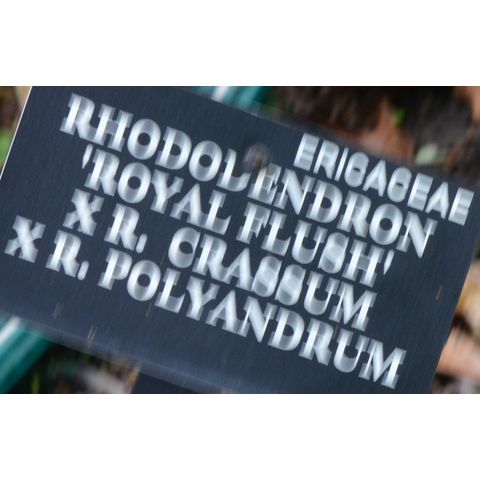 ERICACEAE
RHODODENDRON
'ROYAL FLUSH'
X R. CRASSUM
X R. POLYANDRUM